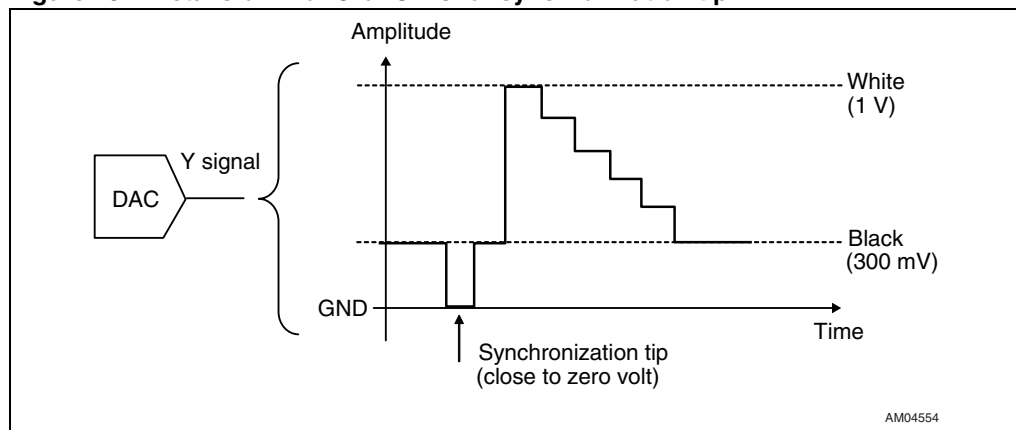 Amplitude
White
(1 V)
Y signal
DAC
Black
(300 mV)
GND
Time
Synchronization tip
(close to zero volt)
AM04554